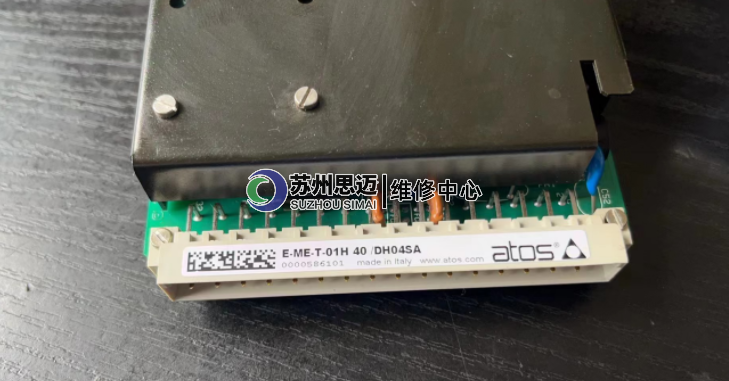 苏州思迈 维修中心
SUZHOU SIMAI
E-ME-T-01H 40 /DH04SA
0000586101 made in Italy www.atos.com
atos®
C52